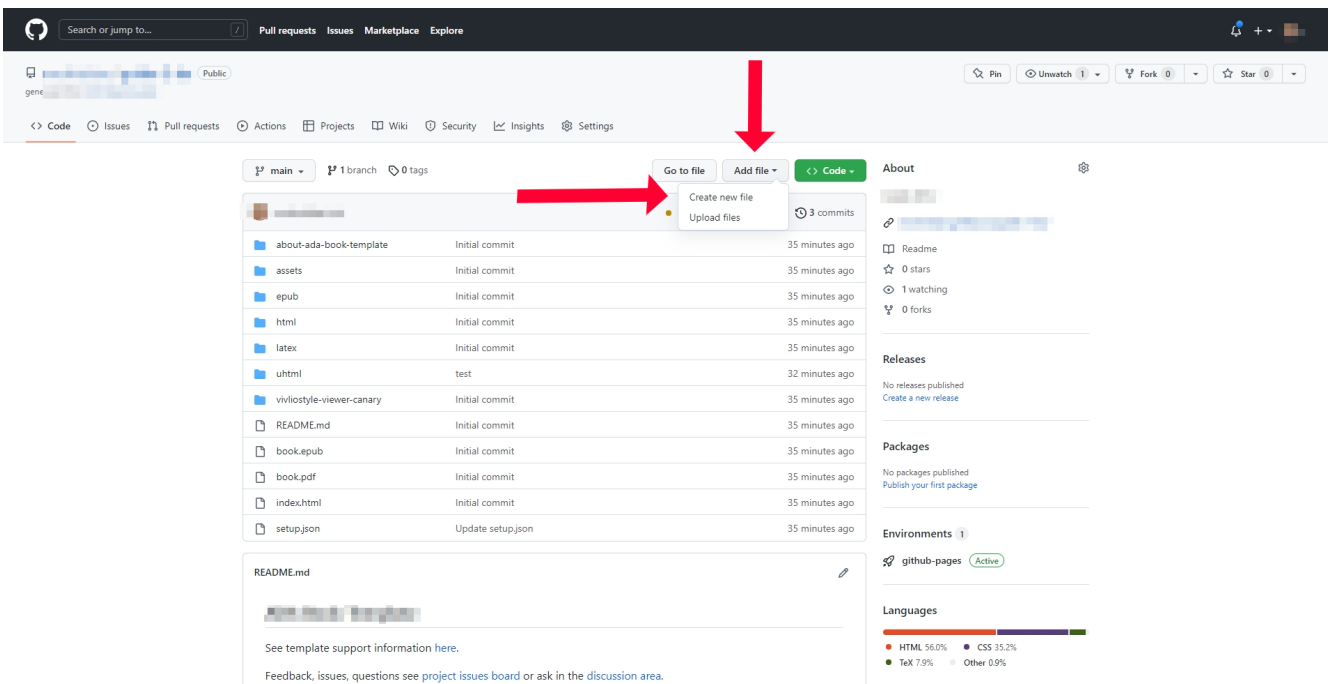 Search or jump to... / Pull requests Issues Marketplace Explore
Public
Pin Unwatch 1 Fork 0 Star 0
gene
Code Issues Pull requests Actions Projects Wiki Security Insights Settings
main 1 branch 0 tags Go to file Add file Code
Create new file
Upload files
3 commits
about-ada-book-template Initial commit 35 minutes ago
assets Initial commit 35 minutes ago
epub Initial commit 35 minutes ago
html Initial commit 35 minutes ago
latex Initial commit 35 minutes ago
uhtml test 32 minutes ago
vivliostyle-viewer-canary Initial commit 35 minutes ago
README.md Initial commit 35 minutes ago
book.epub Initial commit 35 minutes ago
book.pdf Initial commit 35 minutes ago
index.html Initial commit 35 minutes ago
setup.json Update setup.json 35 minutes ago
README.md
See template support information here.
Feedback, issues, questions see project issues board or ask in the discussion area.
About
Readme
0 stars
1 watching
0 forks
Releases
No releases published
Create a new release
Packages
No packages published
Publish your first package
Environments 1
github-pages Active
Languages
HTML 56.0% CSS 35.2%
TeX 7.9% Other 0.9%